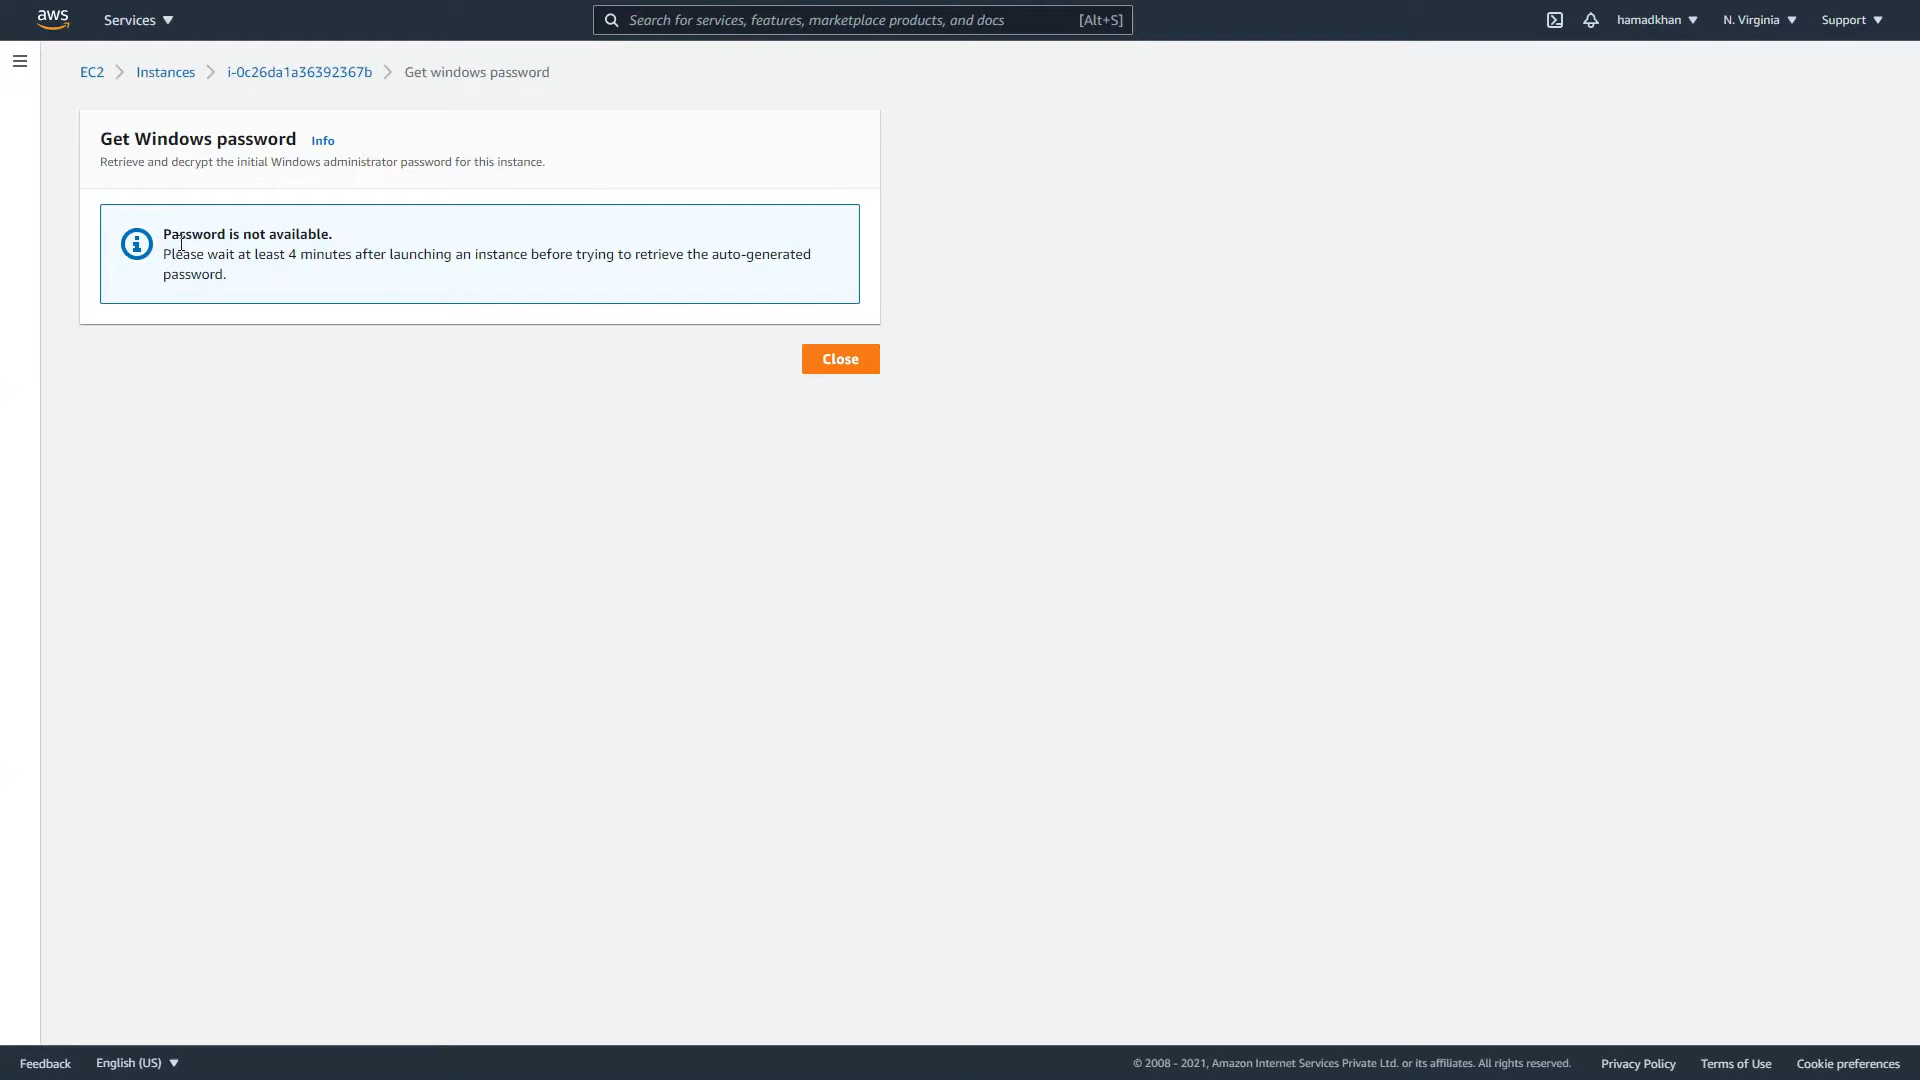 aws Services Search for services, features, marketplace products, and docs [Alt+S] hamadkhan N. Virginia Support
EC2 Instances i-0c26da1a36392367b Get windows password
Get Windows password Info
Retrieve and decrypt the initial Windows administrator password for this instance.
Password is not available.
Please wait at least 4 minutes after launching an instance before trying to retrieve the auto-generated
password.
Close
Feedback English (US) © 2008 - 2021, Amazon Internet Services Private Ltd. or its affiliates. All rights reserved. Privacy Policy Terms of Use Cookie preferences